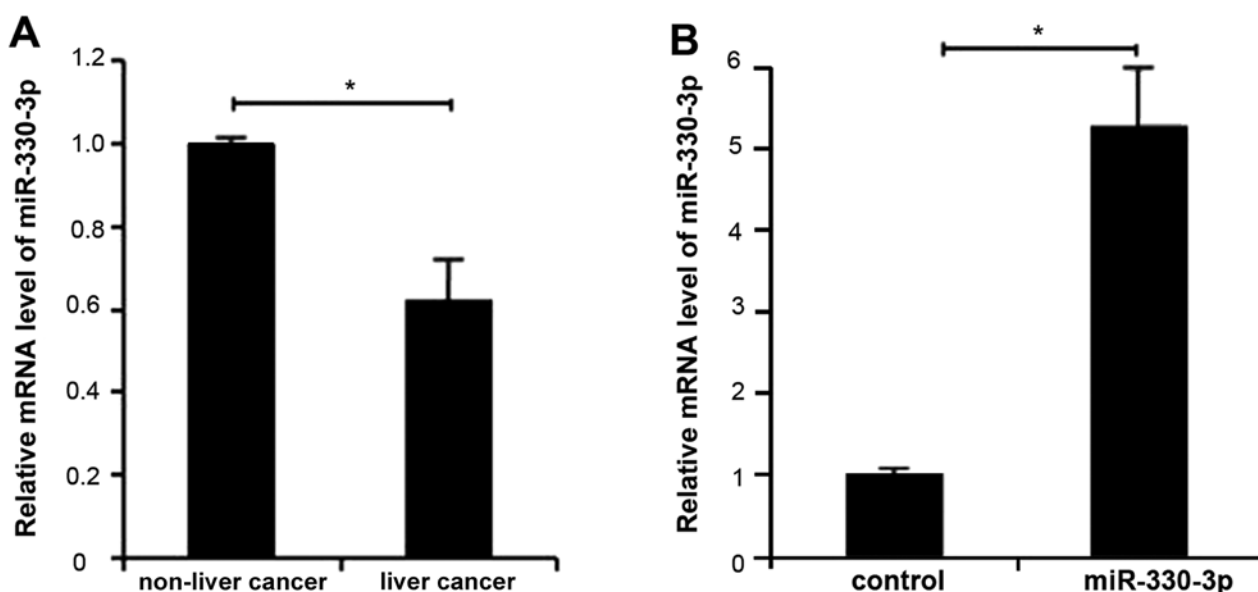 A
Relative mRNA level of miR-330-3p
1.2
1.0
0.8
0.6
0.4
0.2
0
*
non-liver cancer
liver cancer
B
Relative mRNA level of miR-330-3p
6
5
4
3
2
1
0
*
control
miR-330-3p